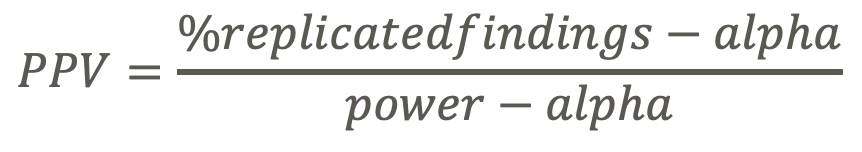 PPV = %replicatedfindings − alpha
power − alpha